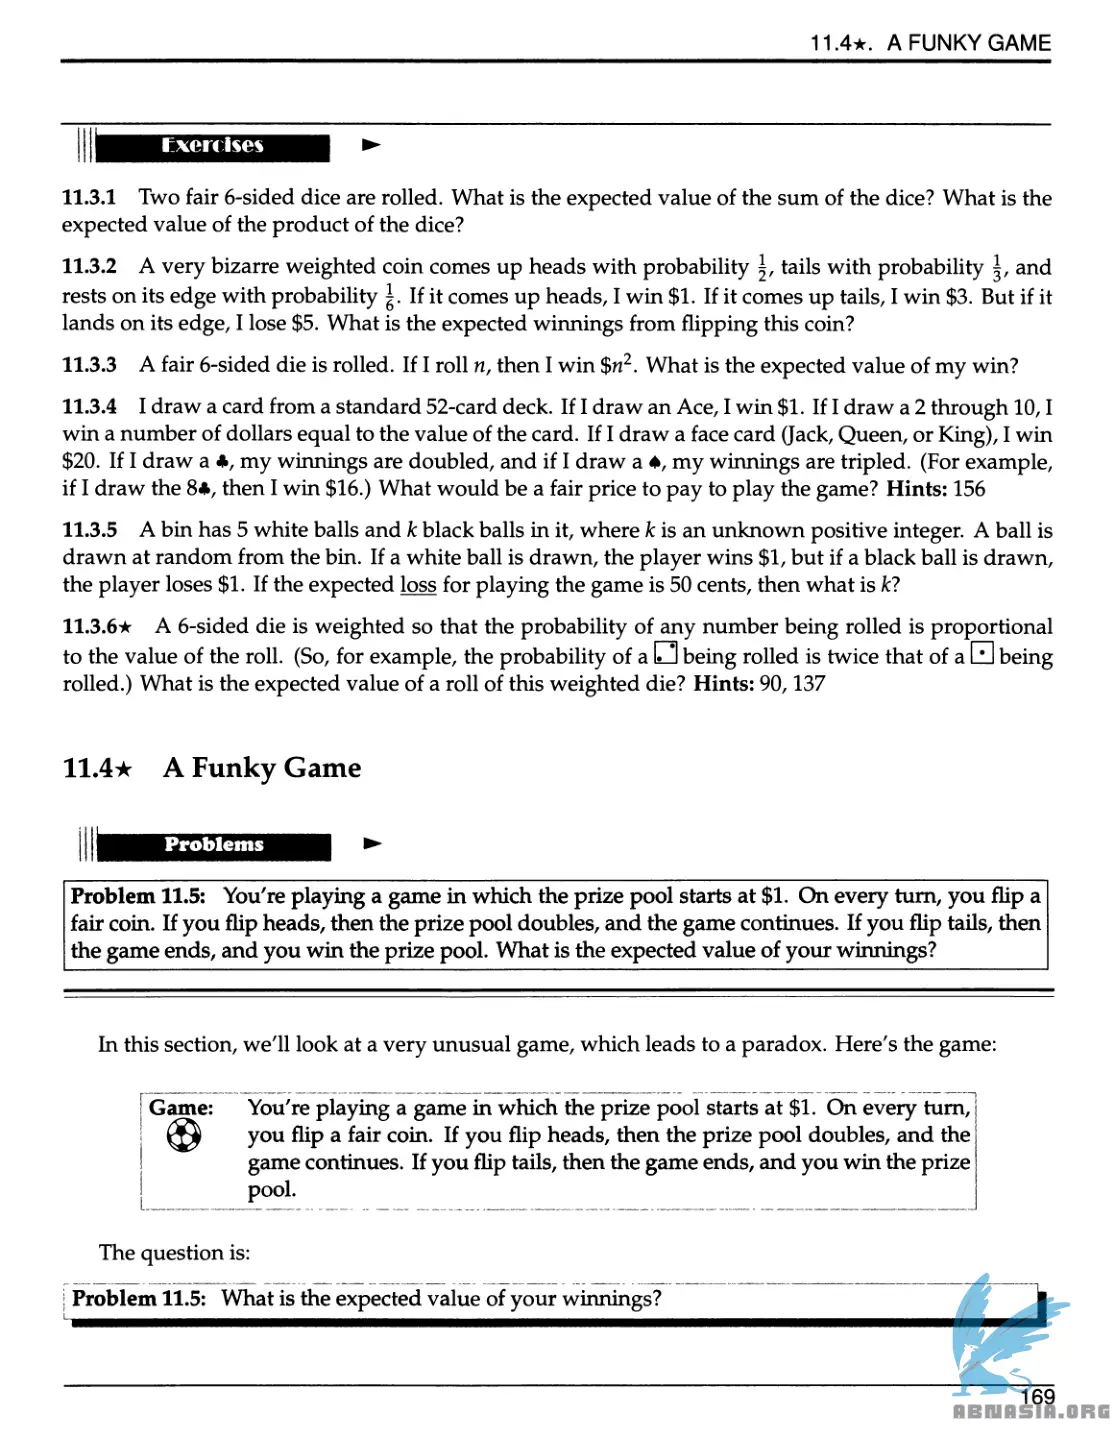 11.4★. A FUNKY GAME
Exercises
11.3.1 Two fair 6-sided dice are rolled. What is the expected value of the sum of the dice? What is the
expected value of the product of the dice?
11.3.2 A very bizarre weighted coin comes up heads with probability 1/2, tails with probability 1/3, and
rests on its edge with probability 1/6. If it comes up heads, I win $1. If it comes up tails, I win $3. But if it
lands on its edge, I lose $5. What is the expected winnings from flipping this coin?
11.3.3 A fair 6-sided die is rolled. If I roll n, then I win $n². What is the expected value of my win?
11.3.4 I draw a card from a standard 52-card deck. If I draw an Ace, I win $1. If I draw a 2 through 10, I
win a number of dollars equal to the value of the card. If I draw a face card (Jack, Queen, or King), I win
$20. If I draw a ♣, my winnings are doubled, and if I draw a ♠, my winnings are tripled. (For example,
if I draw the 8♣, then I win $16.) What would be a fair price to pay to play the game? Hints: 156
11.3.5 A bin has 5 white balls and k black balls in it, where k is an unknown positive integer. A ball is
drawn at random from the bin. If a white ball is drawn, the player wins $1, but if a black ball is drawn,
the player loses $1. If the expected loss for playing the game is 50 cents, then what is k?
11.3.6★ A 6-sided die is weighted so that the probability of any number being rolled is proportional
to the value of the roll. (So, for example, the probability of a ⚁ being rolled is twice that of a ⚀ being
rolled.) What is the expected value of a roll of this weighted die? Hints: 90, 137
11.4★ A Funky Game
Problems
Problem 11.5: You're playing a game in which the prize pool starts at $1. On every turn, you flip a
fair coin. If you flip heads, then the prize pool doubles, and the game continues. If you flip tails, then
the game ends, and you win the prize pool. What is the expected value of your winnings?
In this section, we'll look at a very unusual game, which leads to a paradox. Here's the game:
Game: You're playing a game in which the prize pool starts at $1. On every turn,
you flip a fair coin. If you flip heads, then the prize pool doubles, and the
game continues. If you flip tails, then the game ends, and you win the prize
pool.
The question is:
Problem 11.5: What is the expected value of your winnings?
169
ABNASIA.ORG